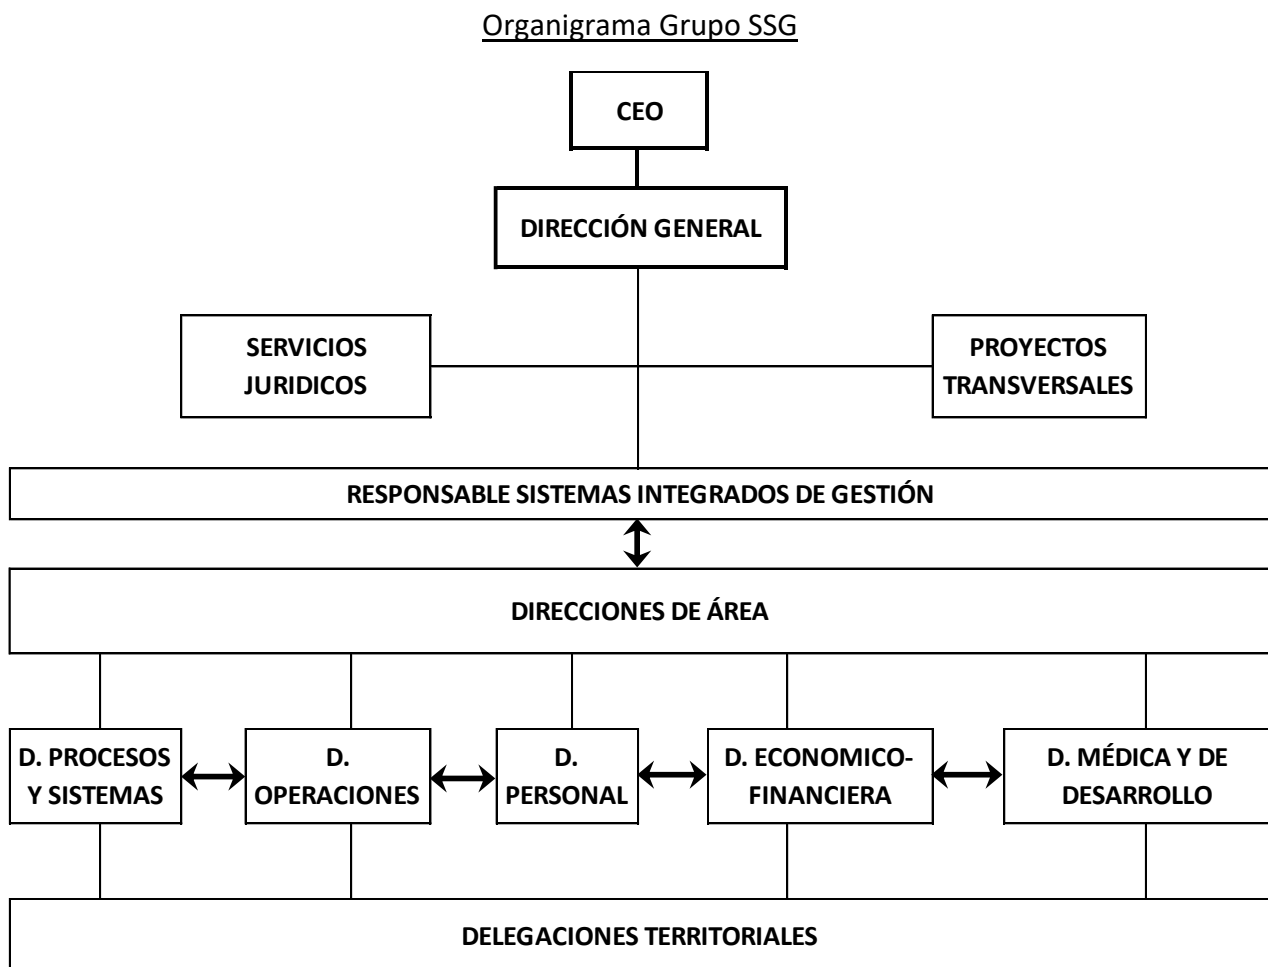 Organigrama Grupo SSG
CEO
DIRECCIÓN GENERAL
SERVICIOS
JURIDICOS
PROYECTOS
TRANSVERSALES
RESPONSABLE SISTEMAS INTEGRADOS DE GESTIÓN
DIRECCIONES DE ÁREA
D. PROCESOS
Y SISTEMAS
D.
OPERACIONES
D.
PERSONAL
D. ECONOMICO-
FINANCIERA
D. MÉDICA Y DE
DESARROLLO
DELEGACIONES TERRITORIALES